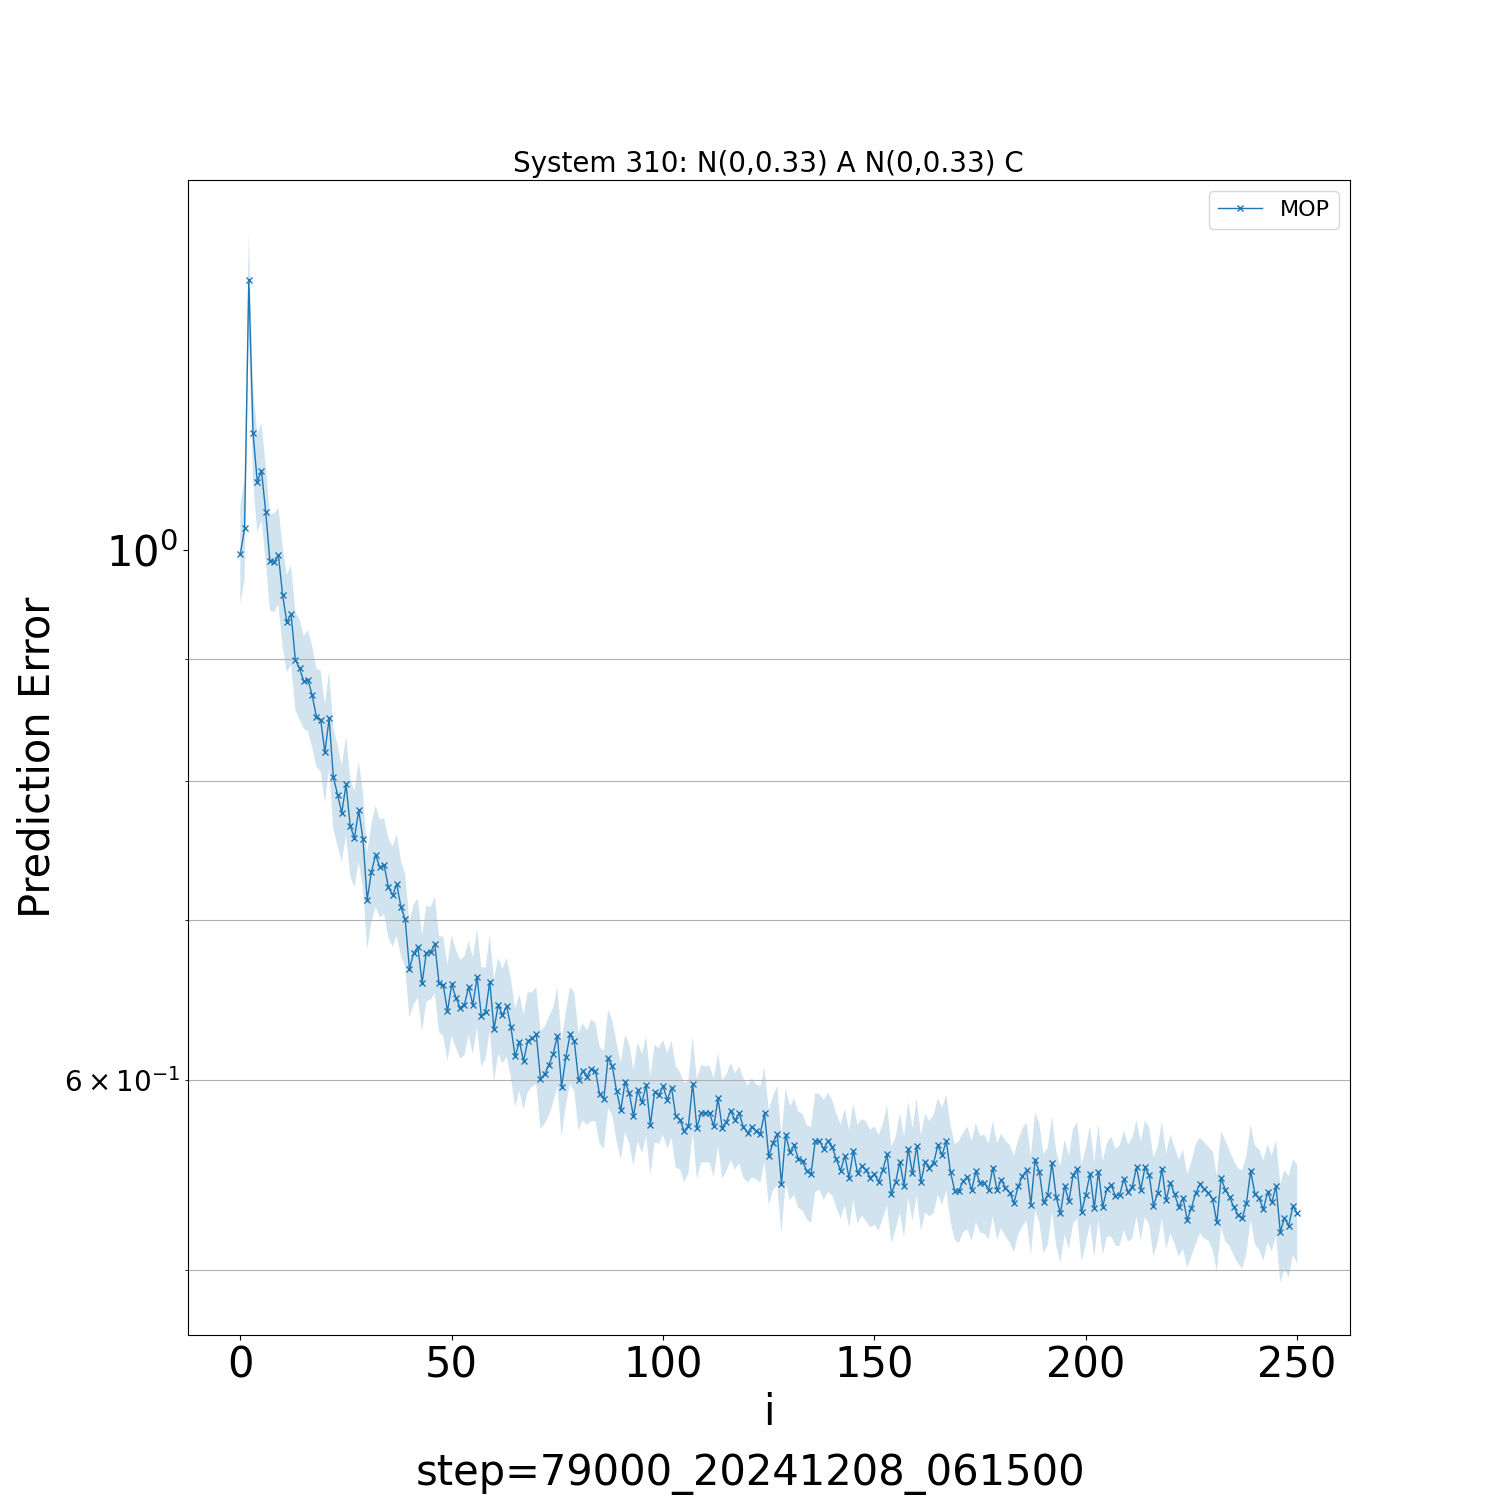 System 310: N(0,0.33) A N(0,0.33) C
MOP
Prediction Error
10⁰
6 × 10⁻¹
0 50 100 150 200 250
i
step=79000_20241208_061500